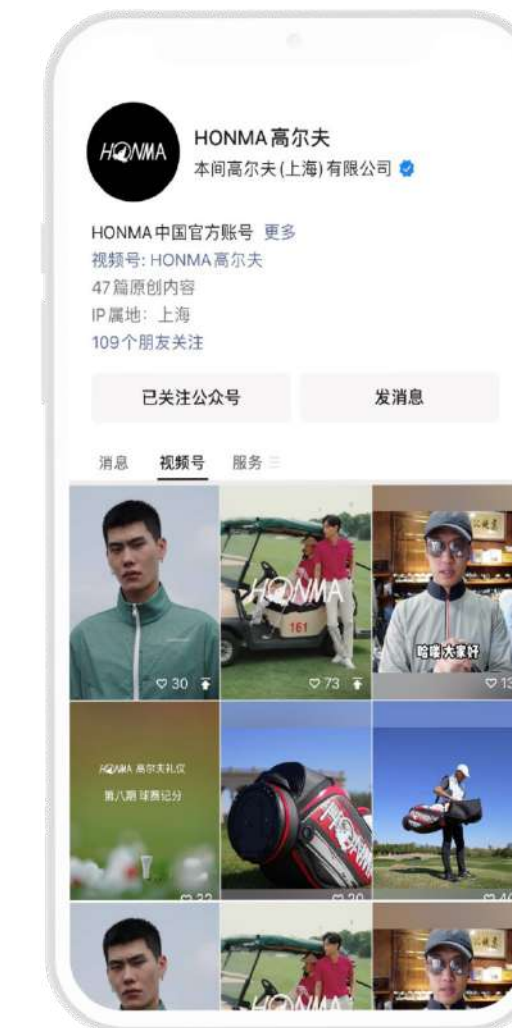 HONMA
HONMA高尔夫
本间高尔夫(上海)有限公司
HONMA中国官方账号 更多
视频号: HONMA高尔夫
47篇原创内容
IP属地：上海
109个朋友关注
已关注公众号
发消息
消息 视频号 服务
HONMA
161
哈喽大家好
30
73
13
HONMA 高尔夫礼仪
第八期 球赛记分
HONMA
HONMA